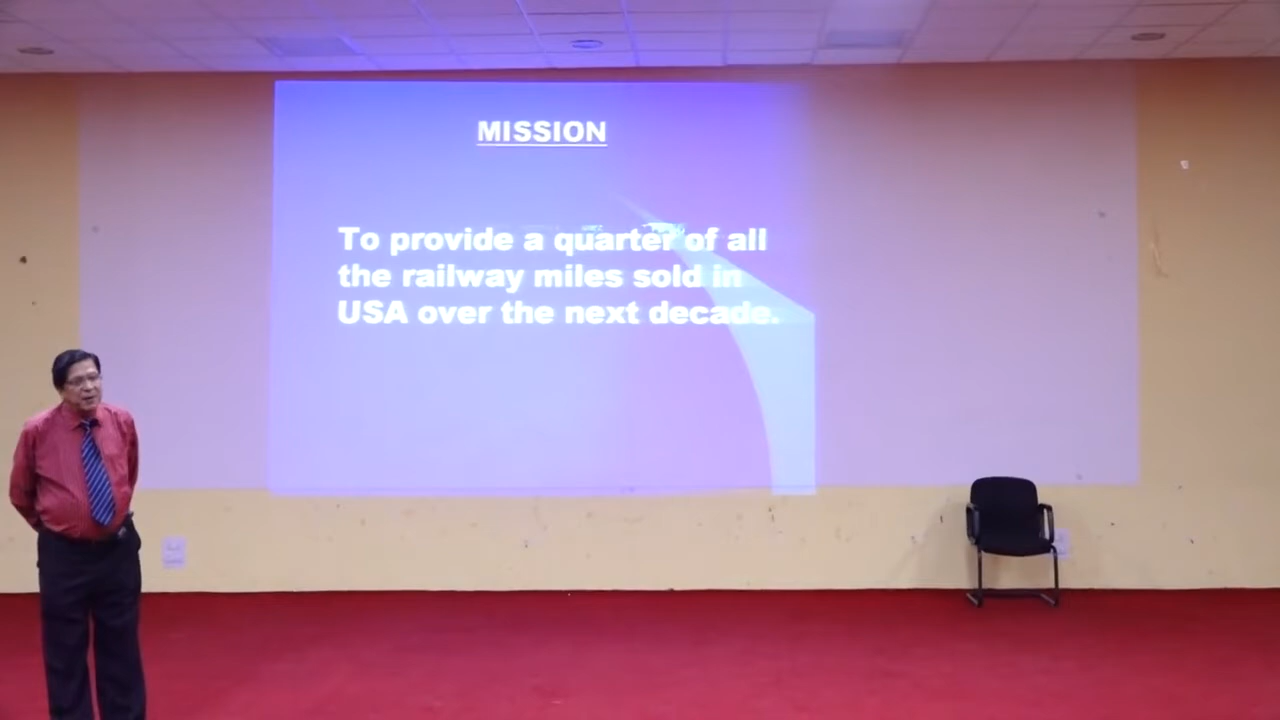 MISSION
To provide a quarter of all
the railway miles sold in
USA over the next decade.